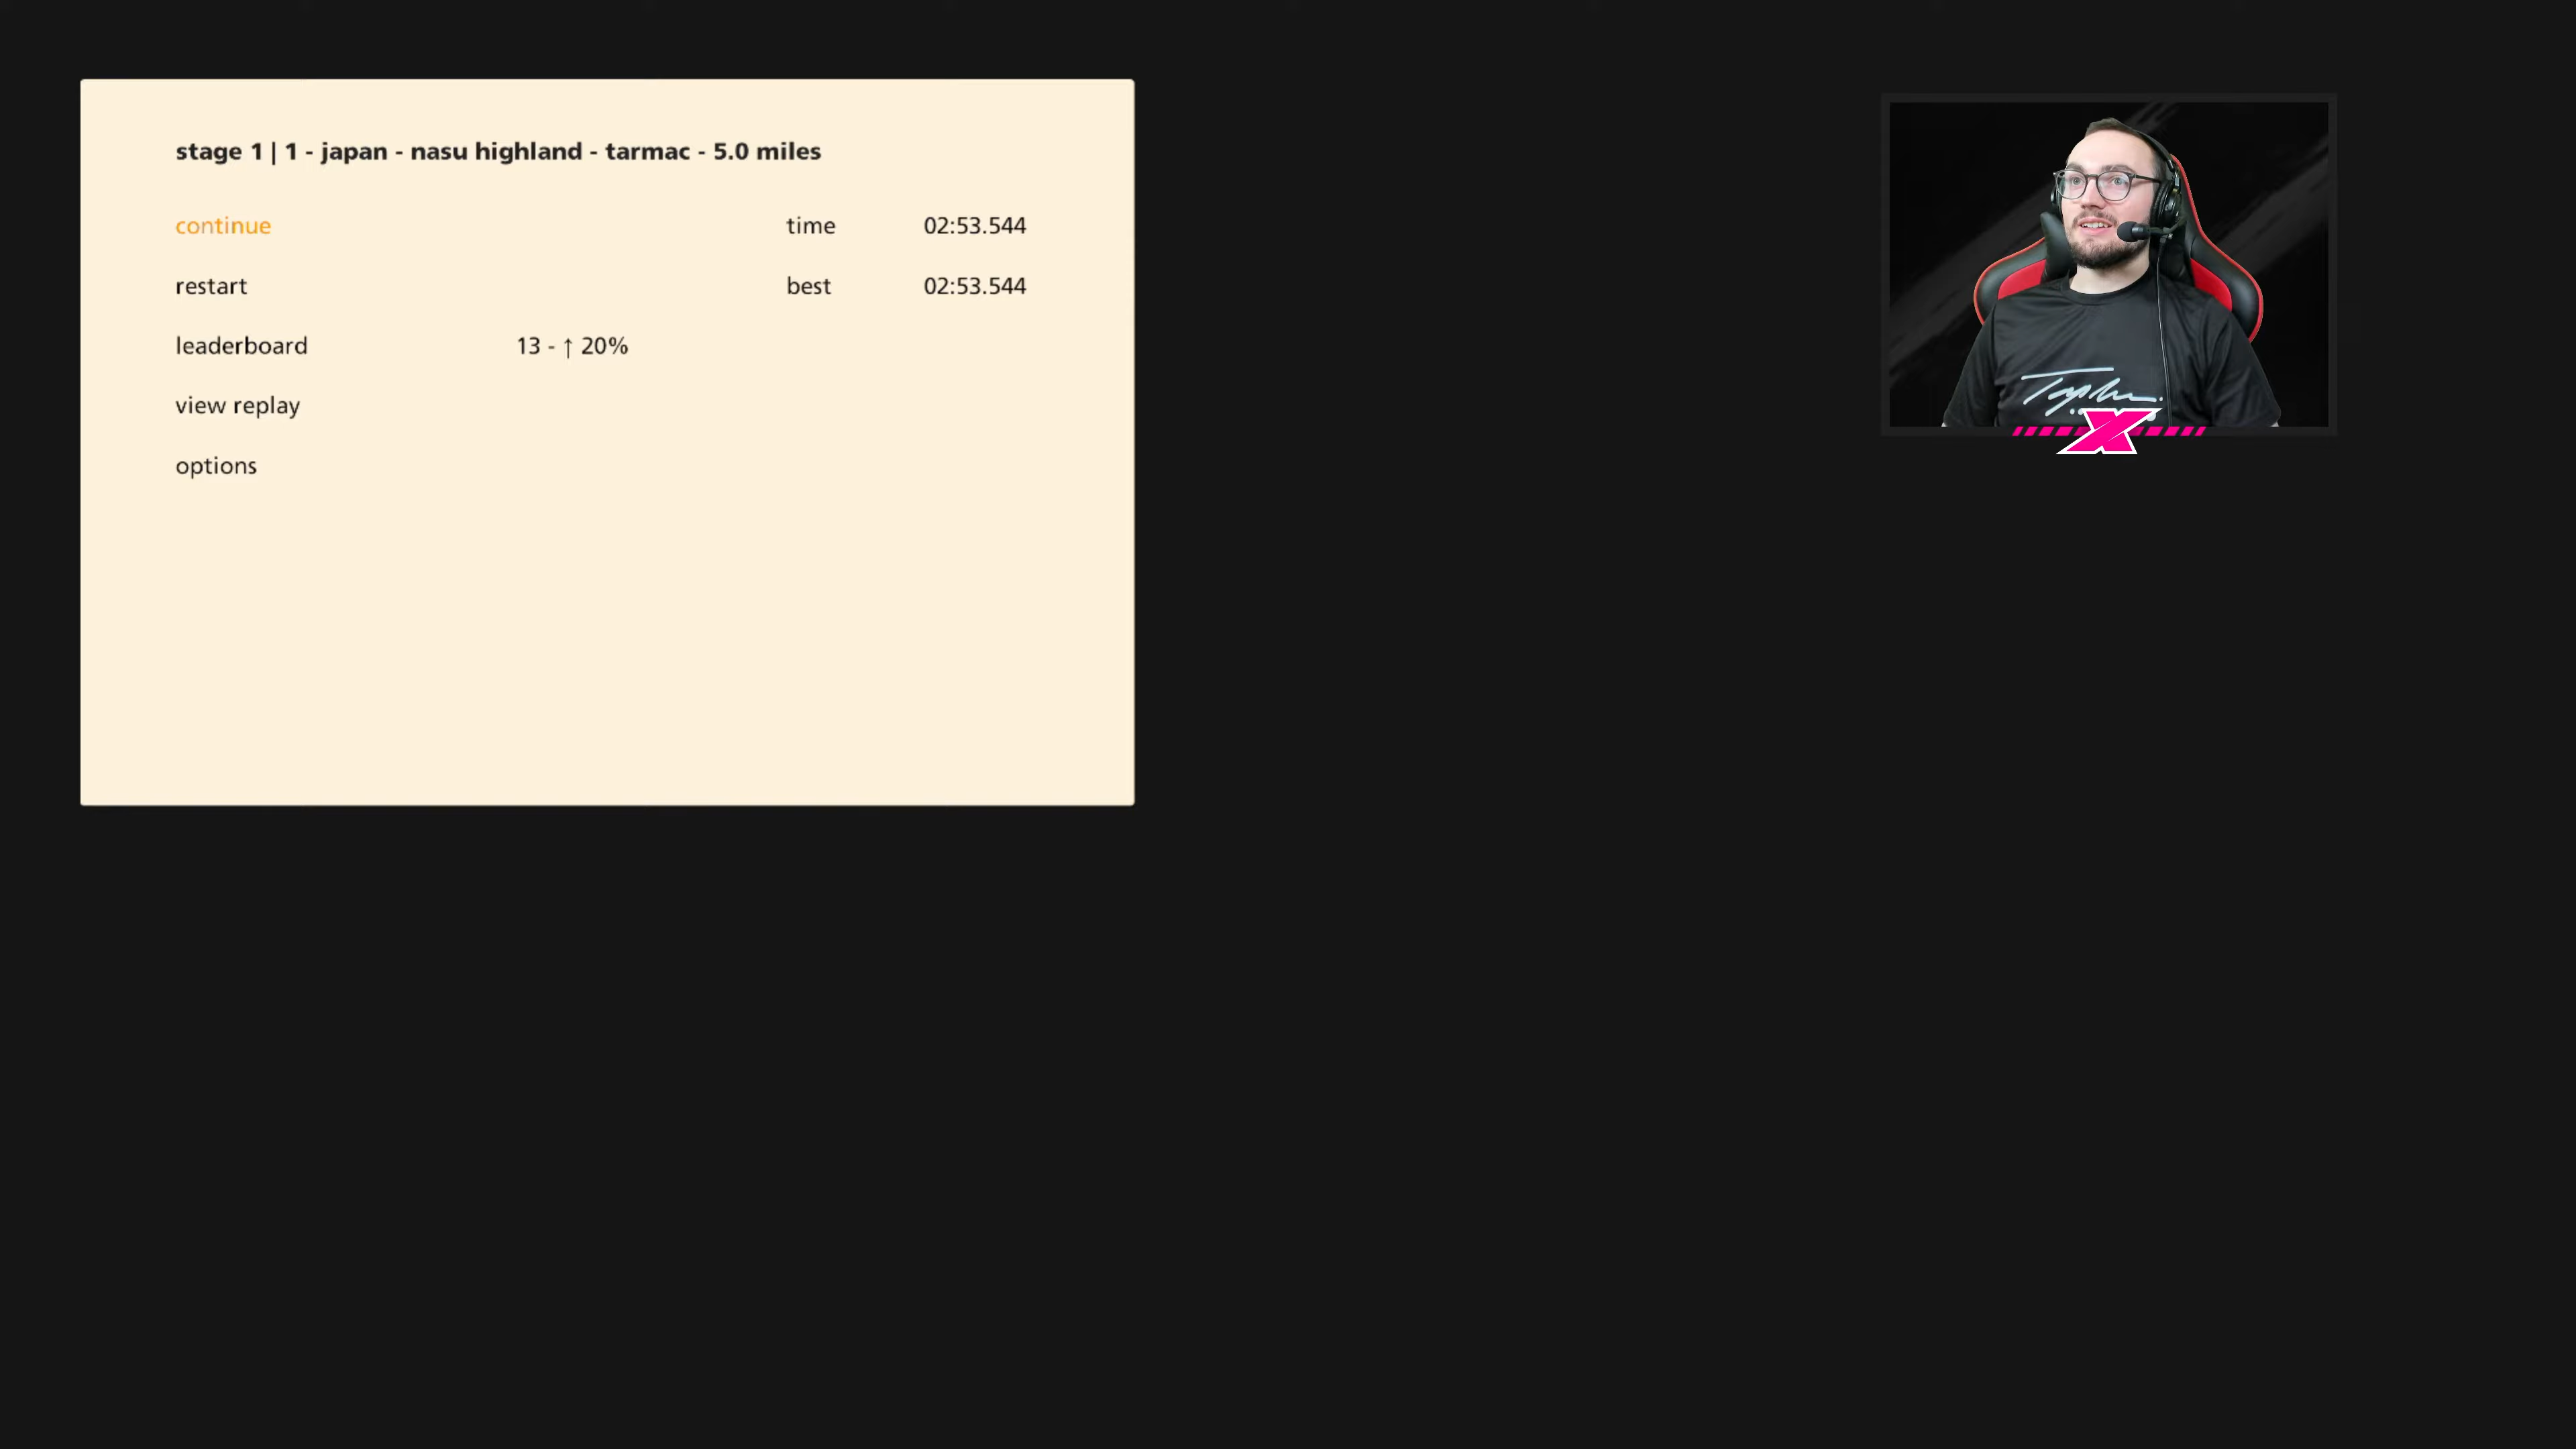 stage 1 | 1 - japan - nasu highland - tarmac - 5.0 miles
continue time 02:53.544
restart best 02:53.544
leaderboard 13 - ↑ 20%
view replay
options
X